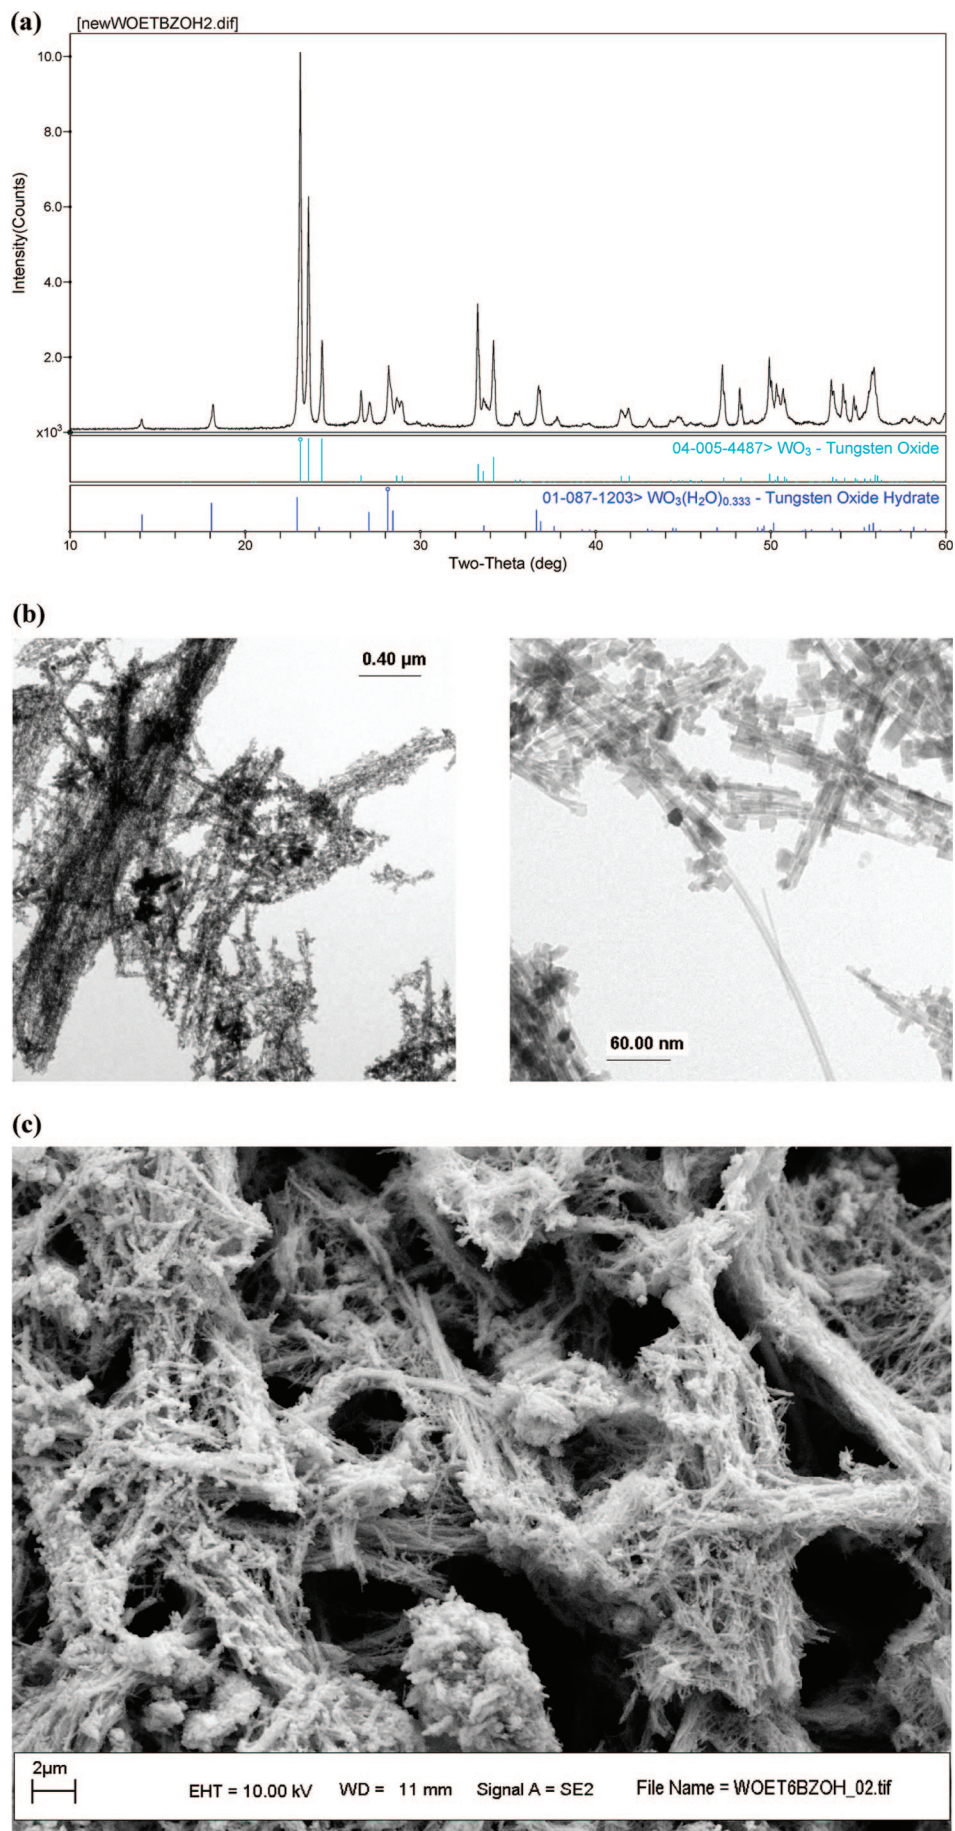 (a)
[newWOETBZOH2.dif]
10.0
8.0
6.0
4.0
2.0
x10³
Intensity(Counts)
04-005-4487> WO₃ - Tungsten Oxide
01-087-1203> WO₃(H₂O)₀.₃₃₃ - Tungsten Oxide Hydrate
10 20 30 40 50 60
Two-Theta (deg)
(b)
0.40 µm
60.00 nm
(c)
2µm
EHT = 10.00 kV WD = 11 mm Signal A = SE2 File Name = WOET6BZOH_02.tif